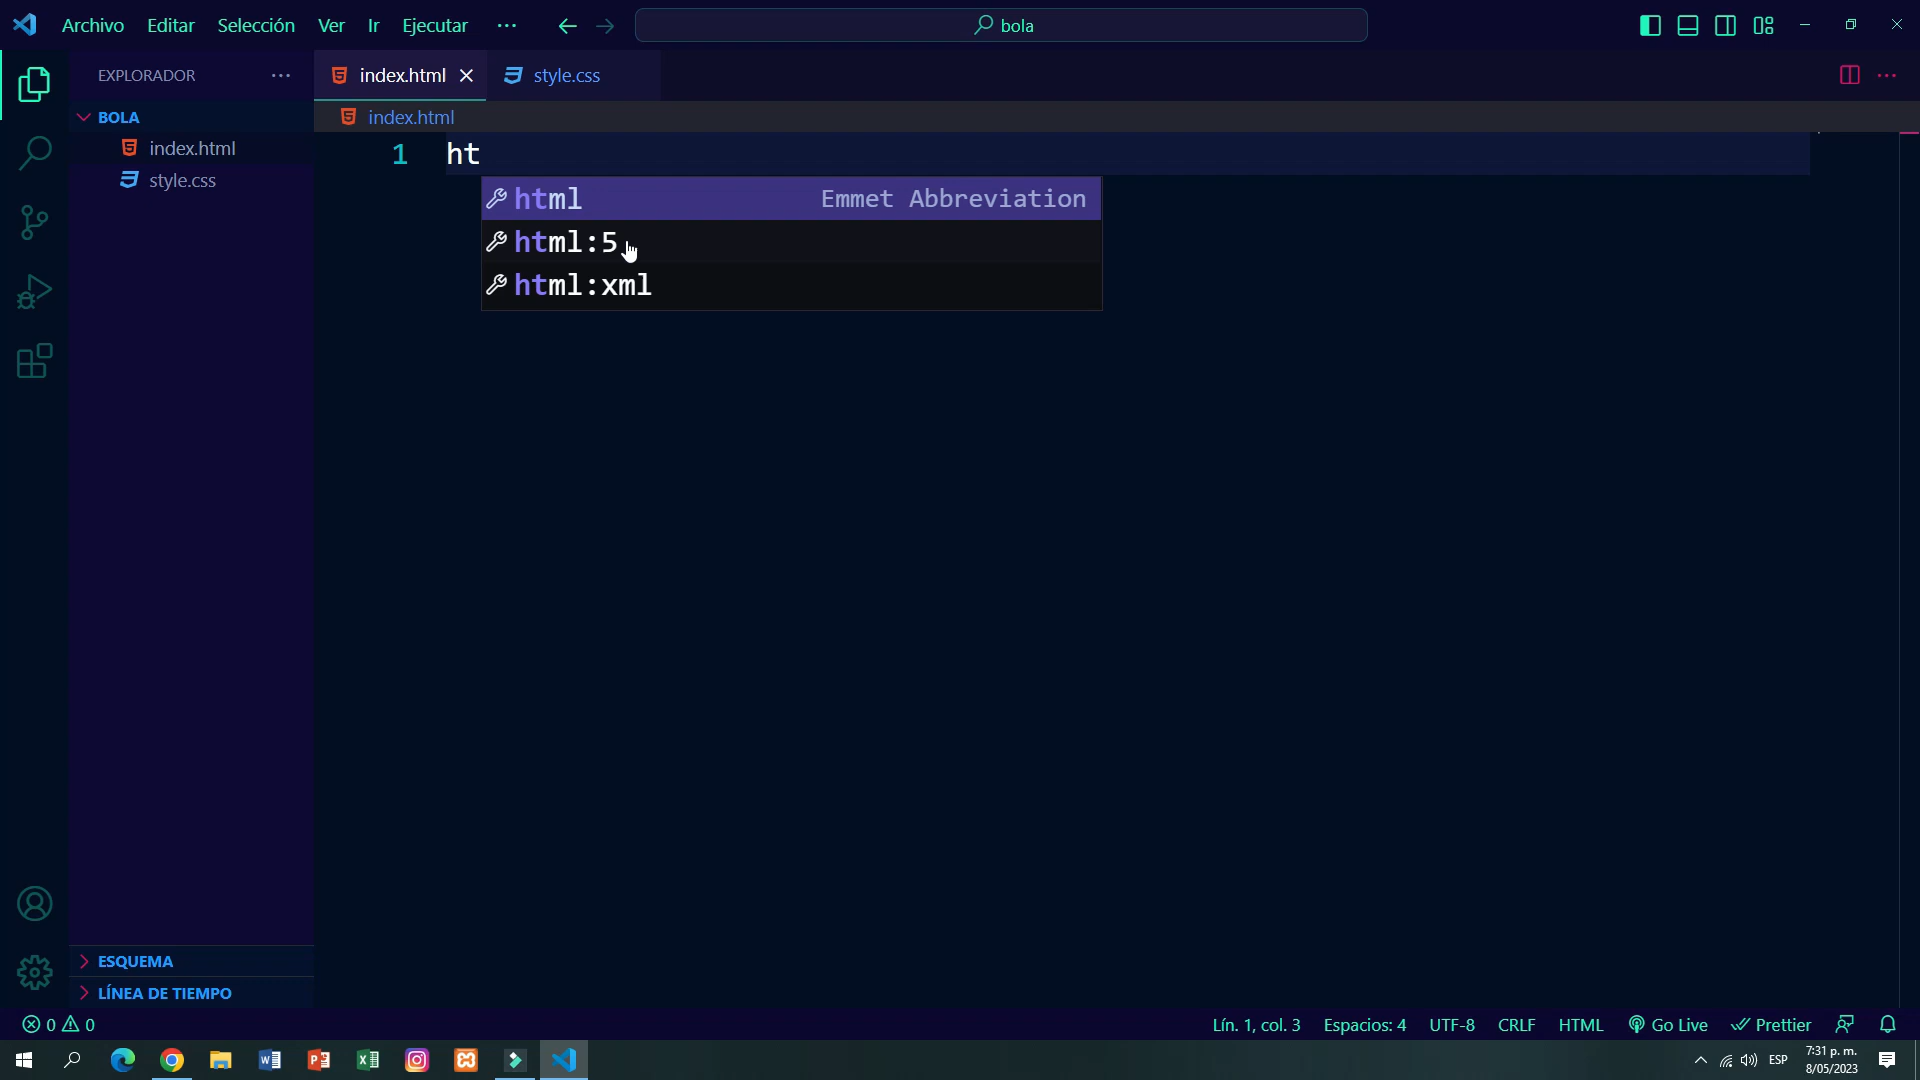 Archivo Editar Selección Ver Ir Ejecutar ··· bola
EXPLORADOR ···
index.html
style.css
BOLA
index.html
index.html
style.css
1 ht
html Emmet Abbreviation
html:5
html:xml
ESQUEMA
LÍNEA DE TIEMPO
0 0 Lín. 1, col. 3 Espacios: 4 UTF-8 CRLF HTML Go Live Prettier
ESP 7:31 p. m.
8/05/2023